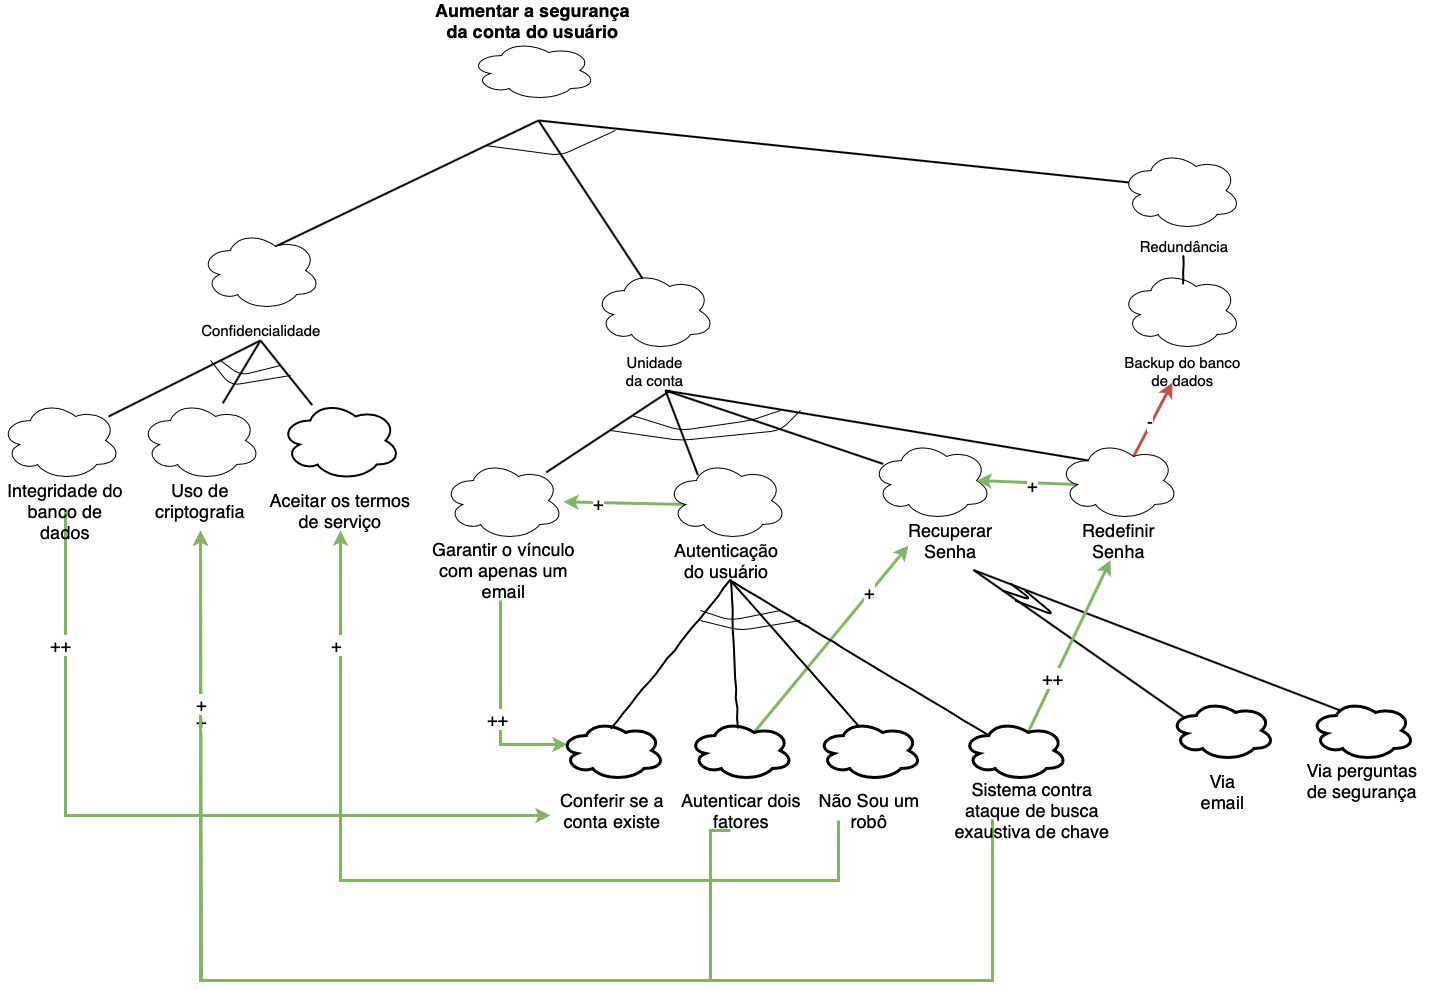 Aumentar a segurança
da conta do usuário
Redundância
Confidencialidade
Unidade
da conta
Backup do banco
de dados
-
Integridade do
banco de
dados
Uso de
criptografia
Aceitar os termos
de serviço
+
+
Garantir o vínculo
com apenas um
email
Autenticação
do usuário
Recuperar
Senha
Redefinir
Senha
+
++
+
++
+
+
++
Conferir se a
conta existe
Autenticar dois
fatores
Não Sou um
robô
Sistema contra
ataque de busca
exaustiva de chave
Via
email
Via perguntas
de segurança